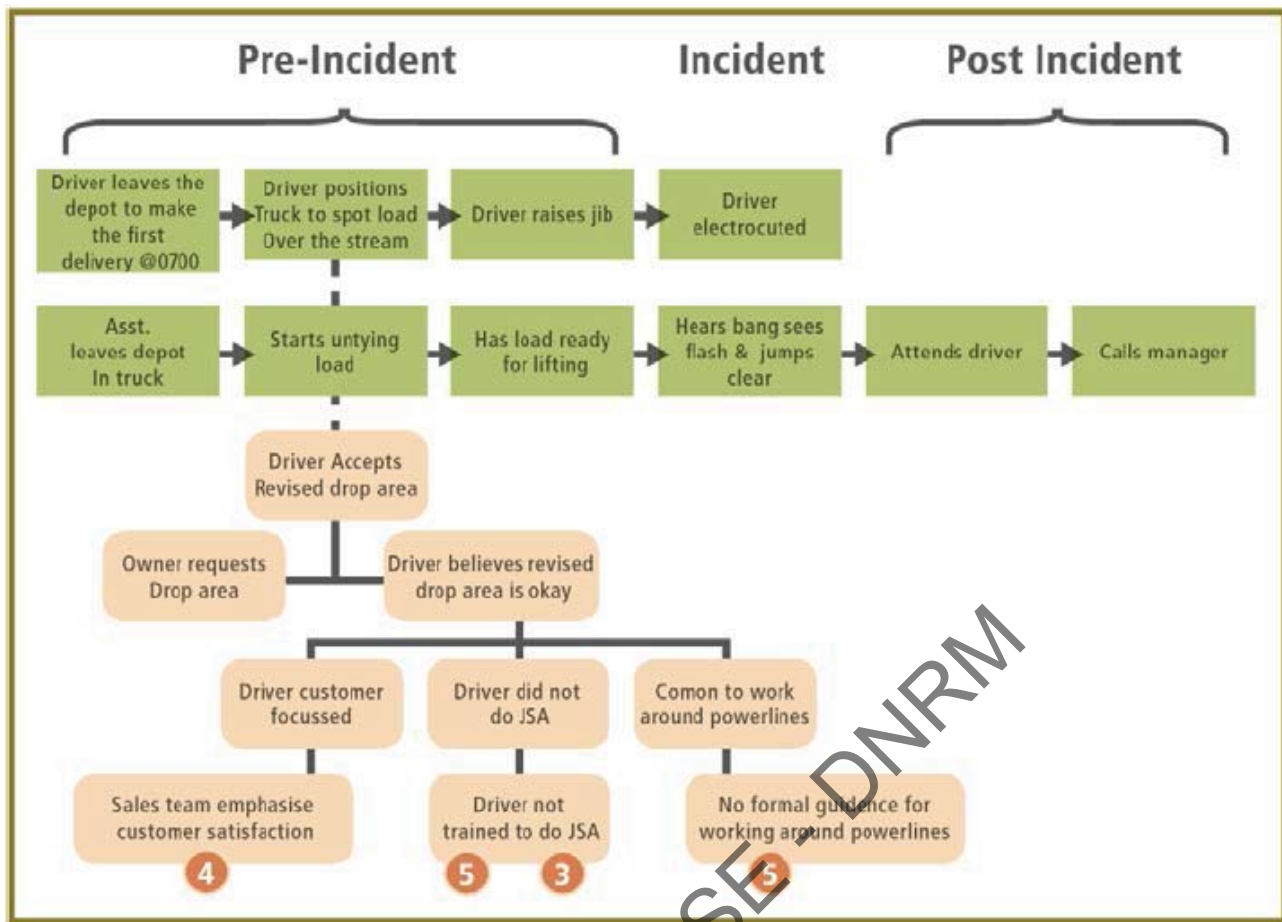 Pre-Incident
Incident
Post Incident
Driver leaves the
depot to make
the first
delivery @0700
Driver positions
Truck to spot load
Over the stream
Driver raises jib
Driver
electrocuted
Asst.
leaves depot
In truck
Starts untying
load
Has load ready
for lifting
Hears bang sees
flash & jumps
clear
Attends driver
Calls manager
Driver Accepts
Revised drop area
Owner requests
Drop area
Driver believes revised
drop area is okay
Driver customer
focussed
Driver did not
do JSA
Comon to work
around powerlines
Sales team emphasise
customer satisfaction
4
Driver not
trained to do JSA
5
3
No formal guidence for
working around powerlines
5
SE - DNRM